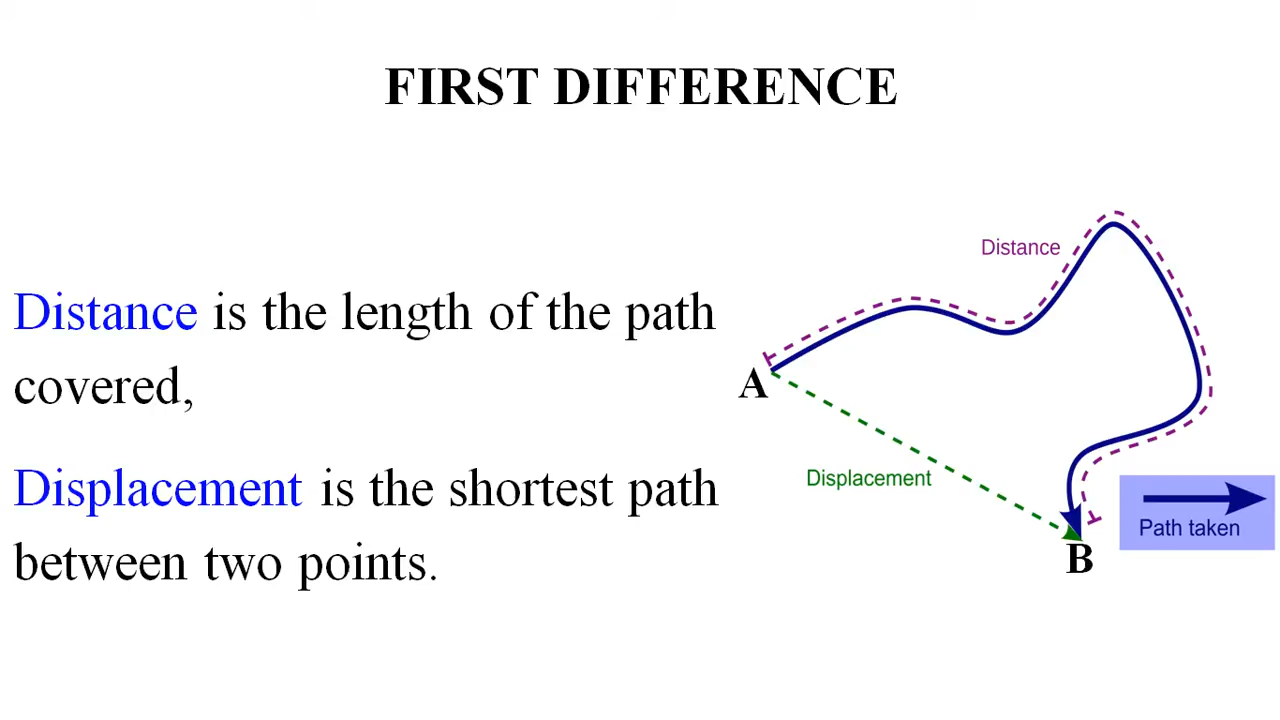 FIRST DIFFERENCE
Distance is the length of the path
covered,
Displacement is the shortest path
between two points.
Distance
A
Displacement
Path taken
B